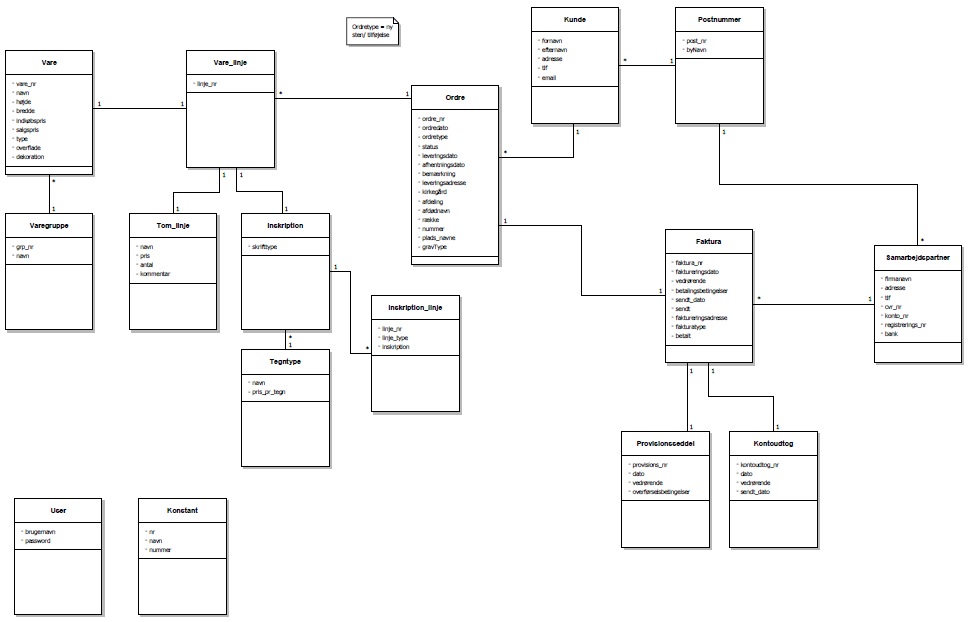 Ordretype = ny
sten/ tilføjelse
Kunde
fornavn
efternavn
adresse
tlf
email
*
1
1
Postnummer
post_nr
byNavn
1
Vare
vare_nr
navn
højde
bredde
indkøbspris
salgspris
type
overflade
dekoration
1
1
*
Vare_linje
linje_nr
*
1
1
1
Ordre
ordre_nr
ordredato
ordretype
status
leveringsdato
afhentningsdato
bemærkning
leveringsadresse
kirkegård
afdeling
afdødnavn
række
nummer
plads_navne
gravType
*
1
1
Varegruppe
grp_nr
navn
1
Tom_linje
navn
pris
antal
kommentar
1
Inskription
skrifttype
1
1
*
Inskription_linje
linje_nr
linje_type
inskription
*
1
Tegntype
navn
pris_pr_tegn
Faktura
faktura_nr
faktureringsdato
vedrørende
betalingsbetingelser
sendt_dato
sendt
faktureringsadresse
fakturatype
betalt
1
*
1
1
1
*
Samarbejdspartner
firmanavn
adresse
tlf
cvr_nr
konto_nr
registrerings_nr
bank
1
Provisionsseddel
provisions_nr
dato
vedrørende
overførselsbetingelser
1
Kontoudtog
kontoudtog_nr
dato
vedrørende
sendt_dato
User
brugernavn
password
Konstant
nr
navn
nummer